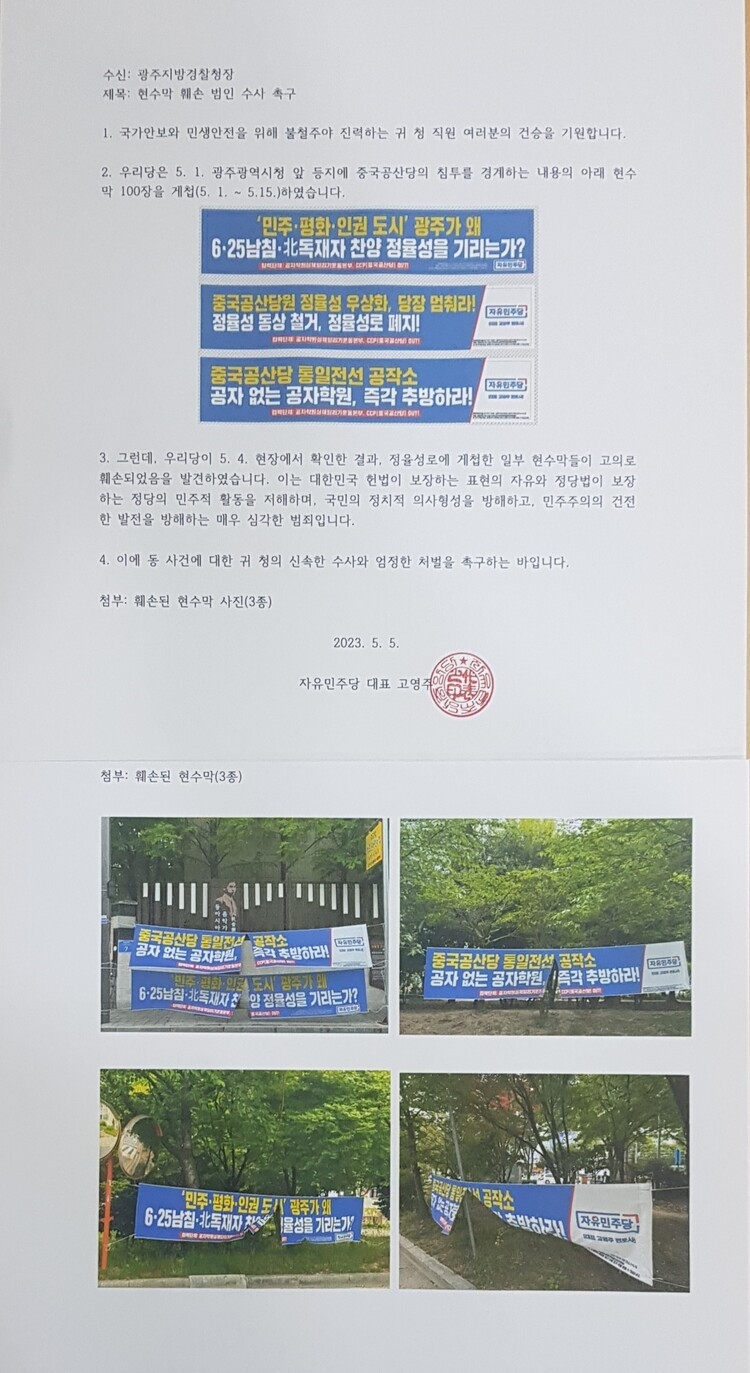 수신: 광주지방경찰청장
제목: 현수막 훼손 범인 수사 촉구
1. 국가안보와 민생안전을 위해 불철주야 진력하는 귀 청 직원 여러분의 건승을 기원합니다.
2. 우리당은 5. 1. 광주광역시청 앞 등지에 중국공산당의 침투를 경계하는 내용의 아래 현수
막 100장을 게첩(5. 1. ~ 5.15.)하였습니다.
'민주·평화·인권 도시' 광주가 왜
6·25남침·北독재자 찬양 정율성을 기리는가?
자유민주당
중국공산당원 정율성 우상화, 당장 멈춰라!
정율성 동상 철거, 정율성로 폐지!
자유민주당
중국공산당 통일전선 공작소
공자 없는 공자학원, 즉각 추방하라!
자유민주당
3. 그런데, 우리당이 5. 4. 현장에서 확인한 결과, 정율성로에 게첩한 일부 현수막들이 고의로
훼손되었음을 발견하였습니다. 이는 대한민국 헌법이 보장하는 표현의 자유와 정당법이 보장
하는 정당의 민주적 활동을 저해하며, 국민의 정치적 의사형성을 방해하고, 민주주의의 건전
한 발전을 방해하는 매우 심각한 범죄입니다.
4. 이에 동 사건에 대한 귀 청의 신속한 수사와 엄정한 처벌을 촉구하는 바입니다.
첨부: 훼손된 현수막 사진(3종)
2023. 5. 5.
자유민주당 대표 고영주
첨부: 훼손된 현수막(3종)
중국공산당 통일전선 공작소
공자 없는 공자학원, 즉각 추방하라!
자유민주당
도시' 광주가 왜
6·25남침·北독재자 찬양 정율성을 기리는가?
중국공산당 통일전선 공작소
공자 없는 공자학원 즉각 추방하라!
자유민주당
'민주·평화·인권 도시' 광주가 왜
6·25남침·北독재자 찬 율성을 기리는가?
공작소
추방하라!
자유민주당